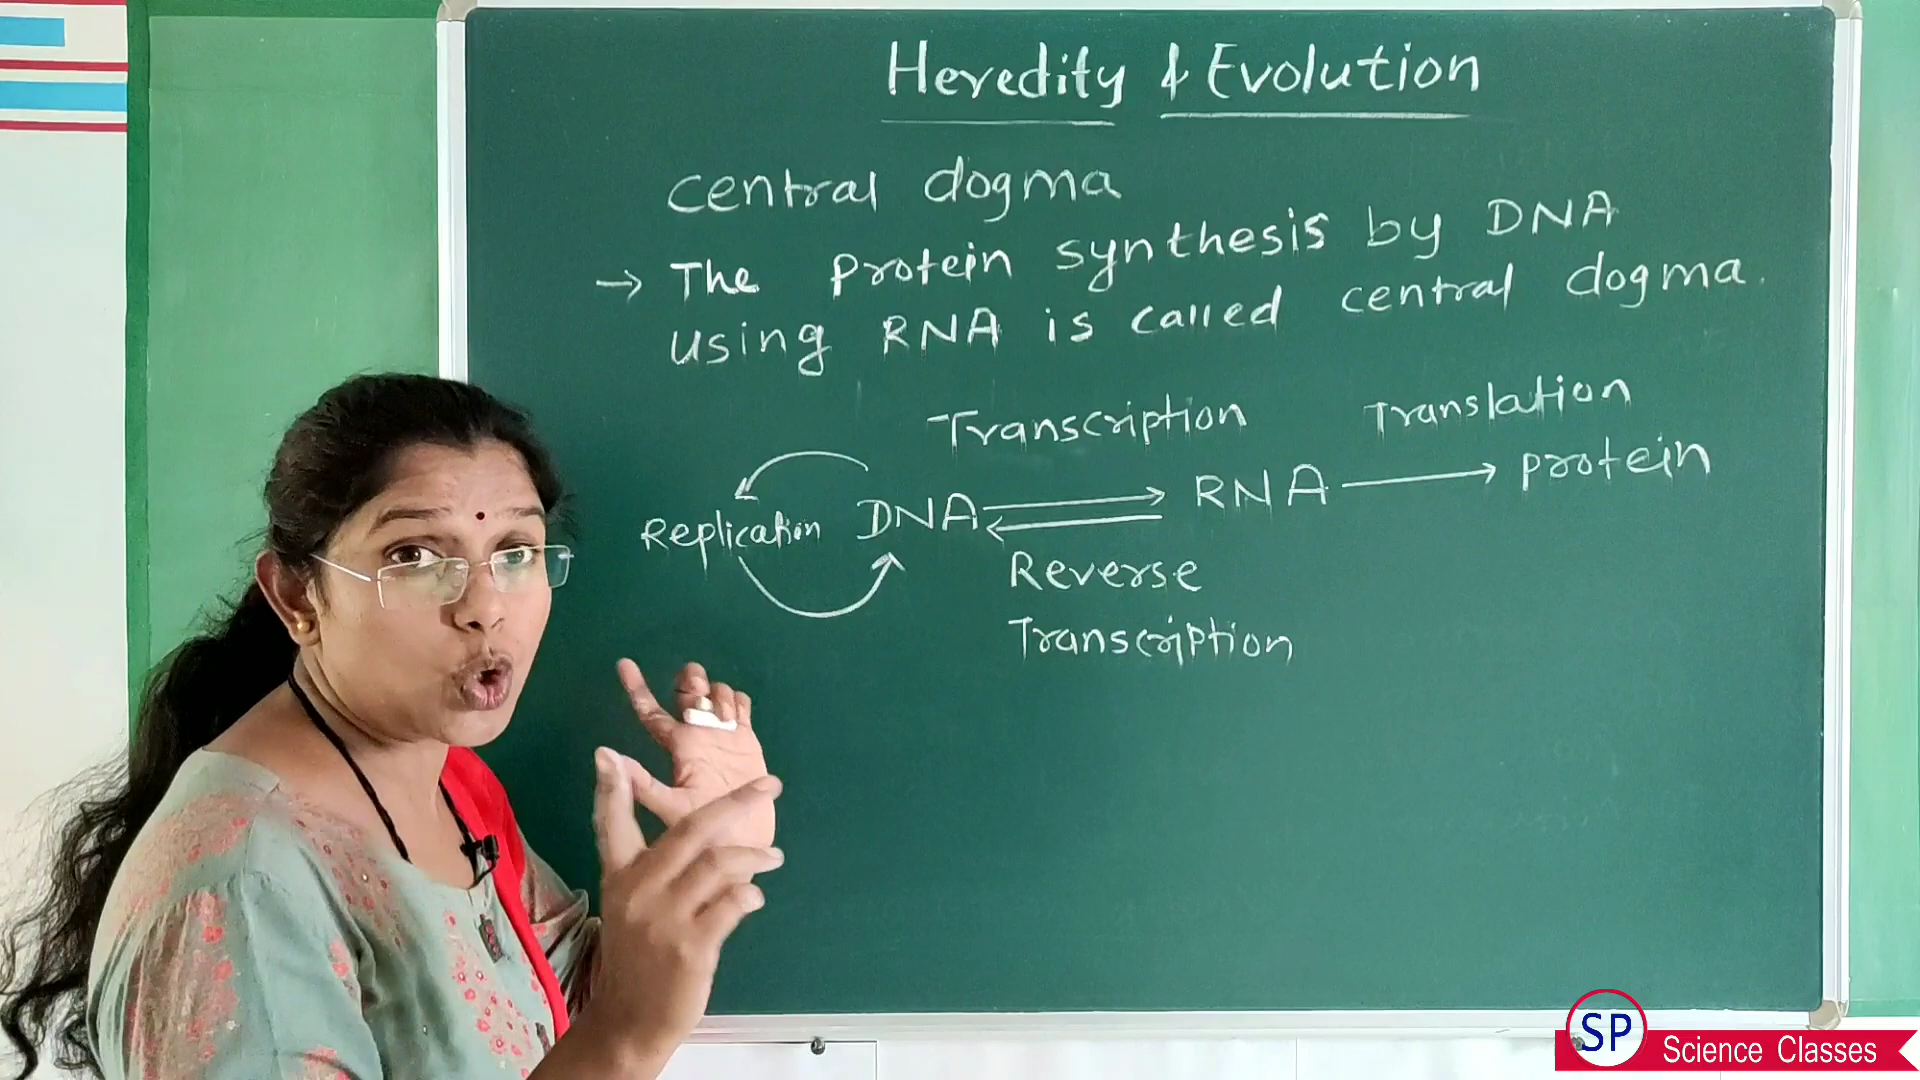 Heredity & Evolution
central dogma
→ The protein synthesis by DNA
using RNA is called central dogma.
Transcription Translation
Replication DNA RNA → protein
Reverse
Transcription
SP
Science Classes